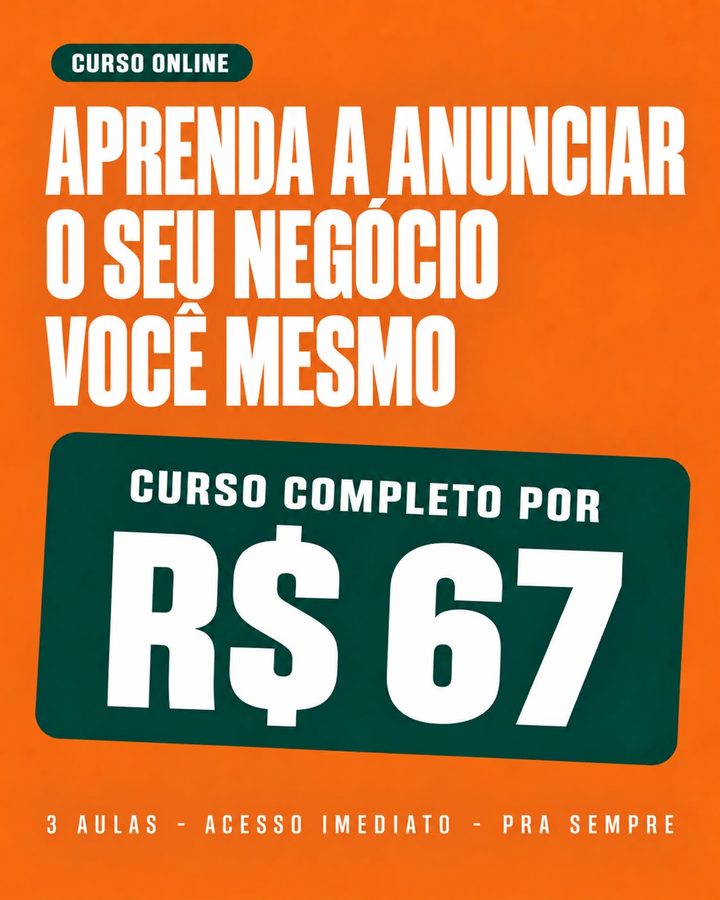 CURSO ONLINE
APRENDA A ANUNCIAR
O SEU NEGÓCIO
VOCÊ MESMO
CURSO COMPLETO POR
R$ 67
3 AULAS - ACESSO IMEDIATO - PRA SEMPRE